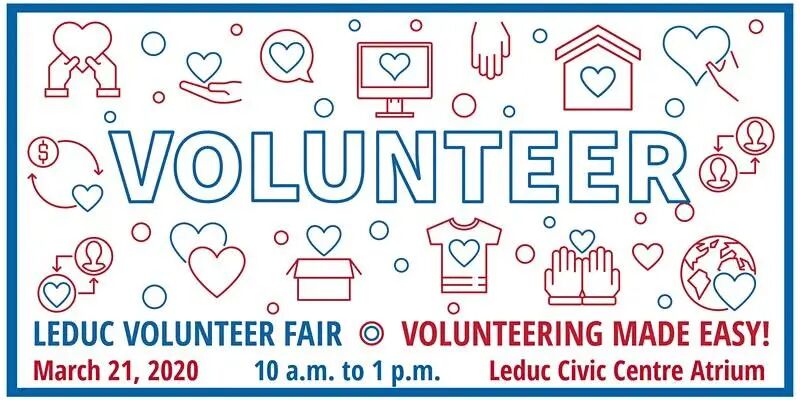 $
VOLUNTEER
LEDUC VOLUNTEER FAIR VOLUNTEERING MADE EASY!
March 21, 2020 10 a.m. to 1 p.m. Leduc Civic Centre Atrium